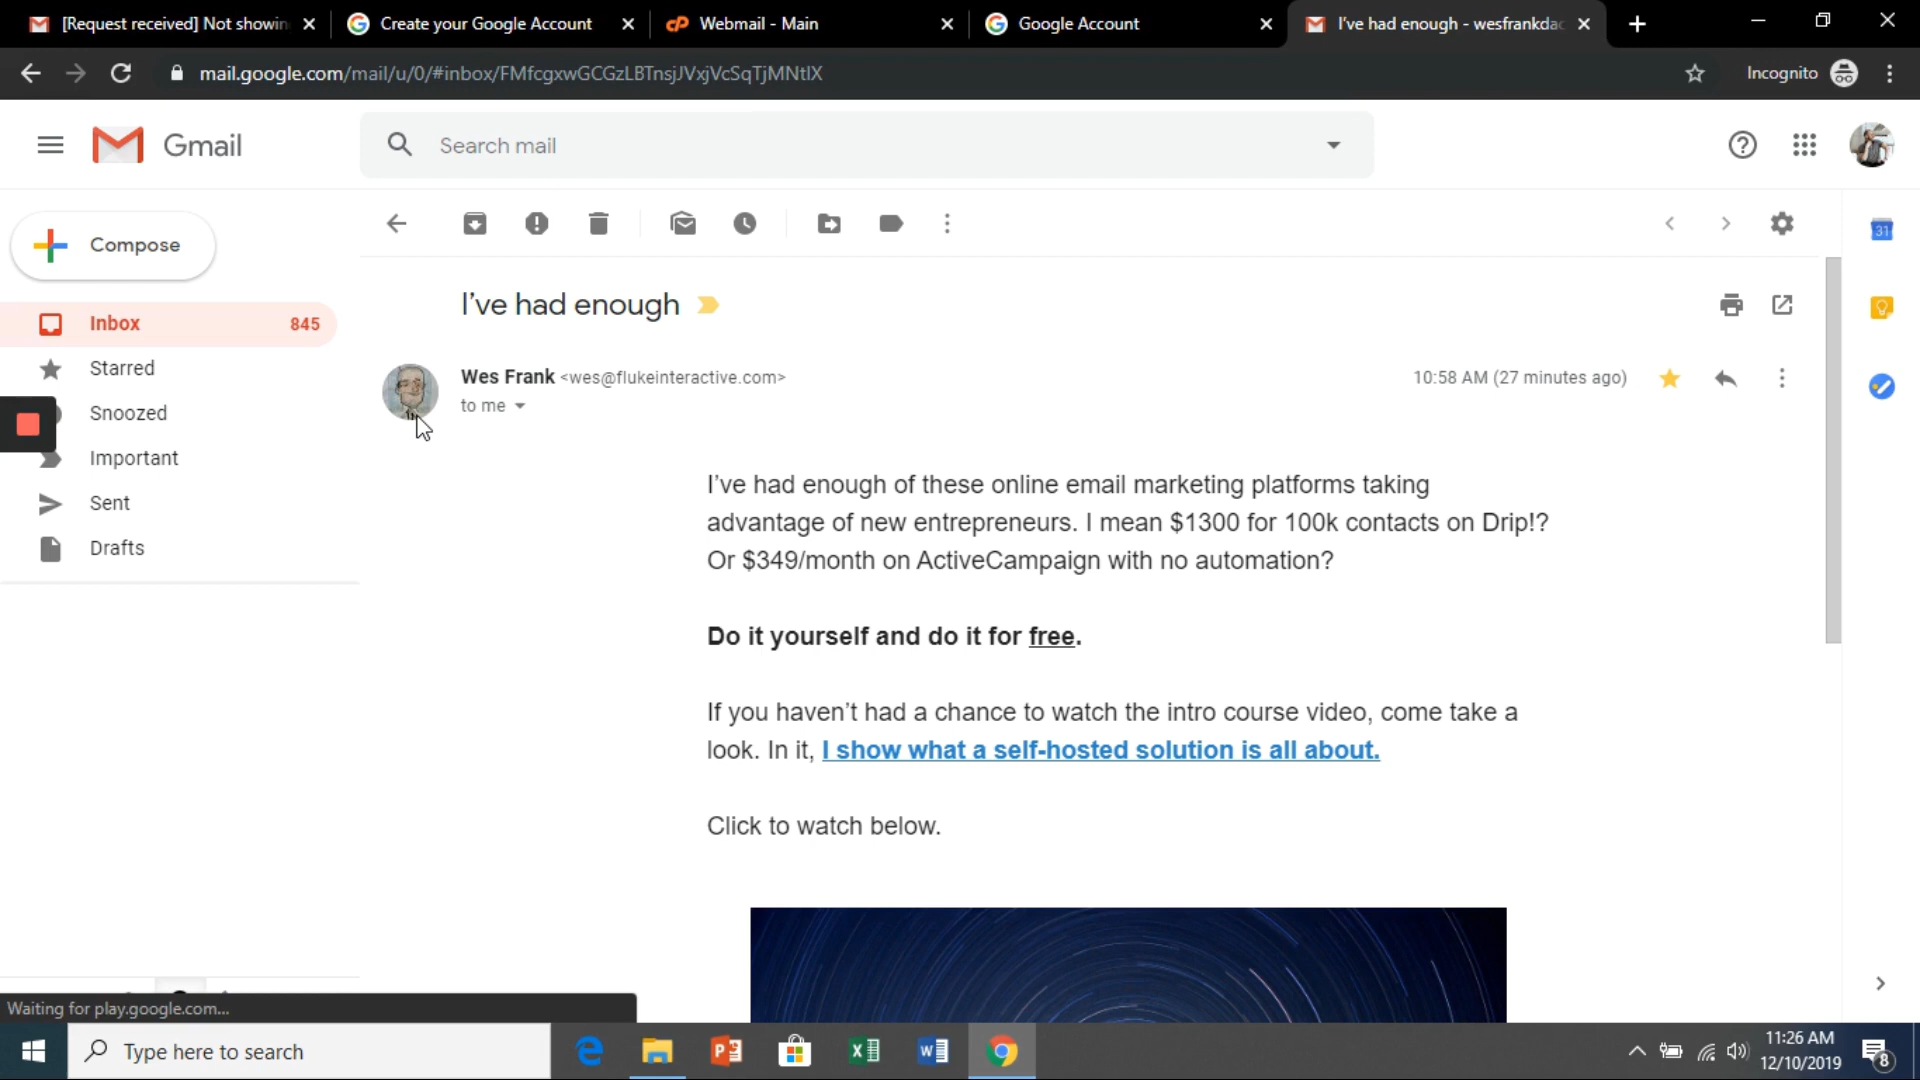 [Request received] Not showin
Create your Google Account
cP Webmail - Main
Google Account
I've had enough - wesfrankdac
mail.google.com/mail/u/0/#inbox/FMfcgxwGCGzLBTnsjJVxjVcSqTjMNtlX
Incognito
Gmail
Search mail
Compose
31
I've had enough
Inbox 845
Starred
Wes Frank <wes@flukeinteractive.com>
10:58 AM (27 minutes ago)
to me
Snoozed
Important
Sent
Drafts
I've had enough of these online email marketing platforms taking
advantage of new entrepreneurs. I mean $1300 for 100k contacts on Drip!?
Or $349/month on ActiveCampaign with no automation?
Do it yourself and do it for free.
If you haven't had a chance to watch the intro course video, come take a
look. In it, I show what a self-hosted solution is all about.
Click to watch below.
Waiting for play.google.com...
Type here to search
11:26 AM
12/10/2019
8